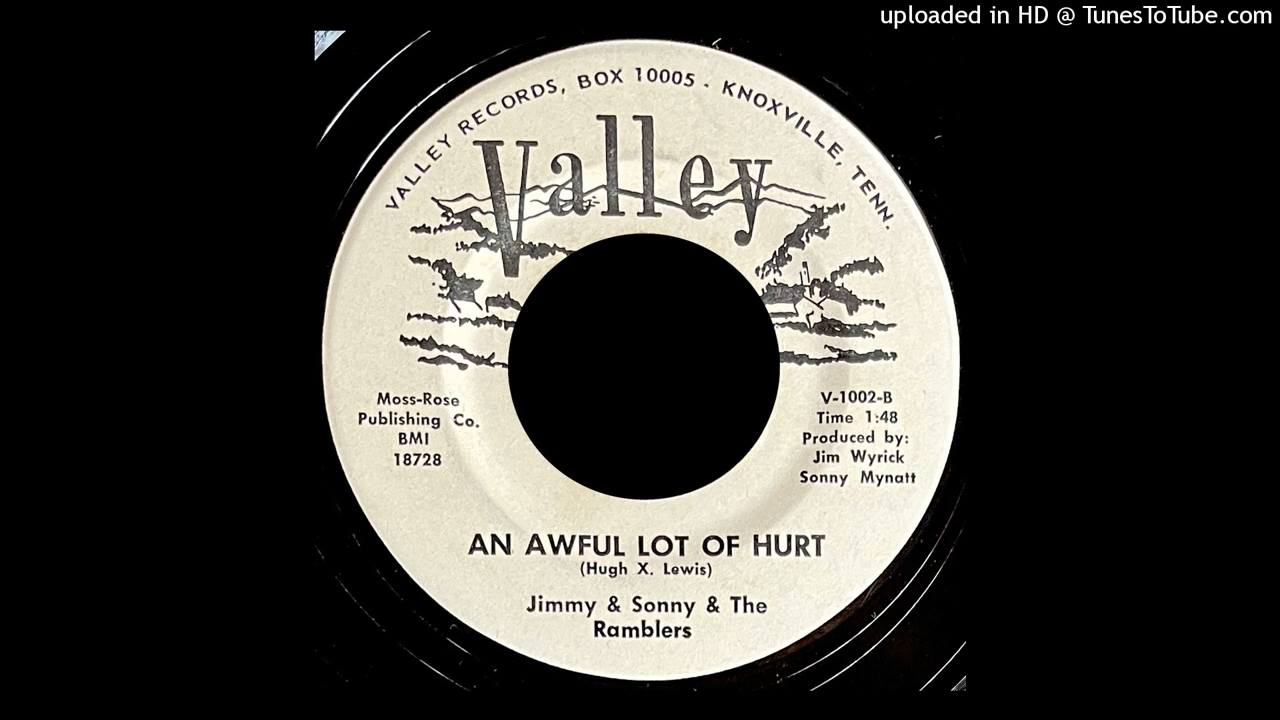 uploaded in HD @ TunesToTube.com
VALLEY RECORDS, BOX 10005 - KNOXVILLE, TENN.
Valley
Moss-Rose
Publishing Co.
BMI
18728
V-1002-B
Time 1:48
Produced by:
Jim Wyrick
Sonny Mynatt
AN AWFUL LOT OF HURT
(Hugh X. Lewis)
Jimmy & Sonny & The
Ramblers